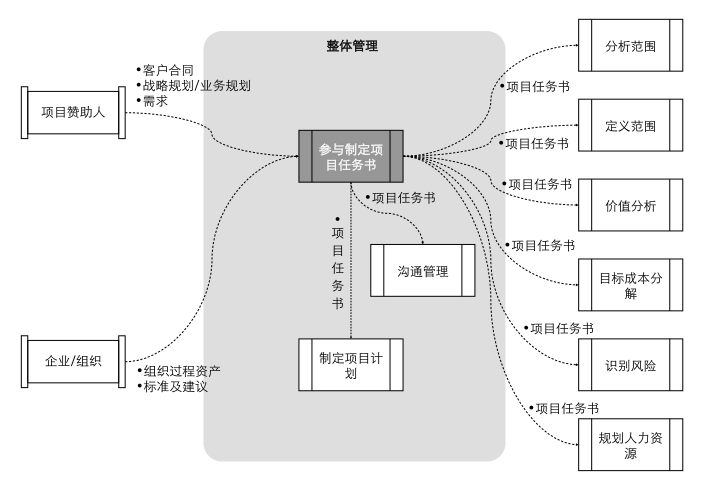 整体管理
分析范围
•客户合同
•战略规划/业务规划
•需求
•项目任务书
项目赞助人
定义范围
参与制定项
目任务书
•项目任务书
•项目任务书
•项目任务书
价值分析
•
项
目
任
务
书
•项目任务书
沟通管理
目标成本分
解
•项目任务书
企业/组织
制定项目计
划
识别风险
•组织过程资产
•标准及建议
•项目任务书
规划人力资
源